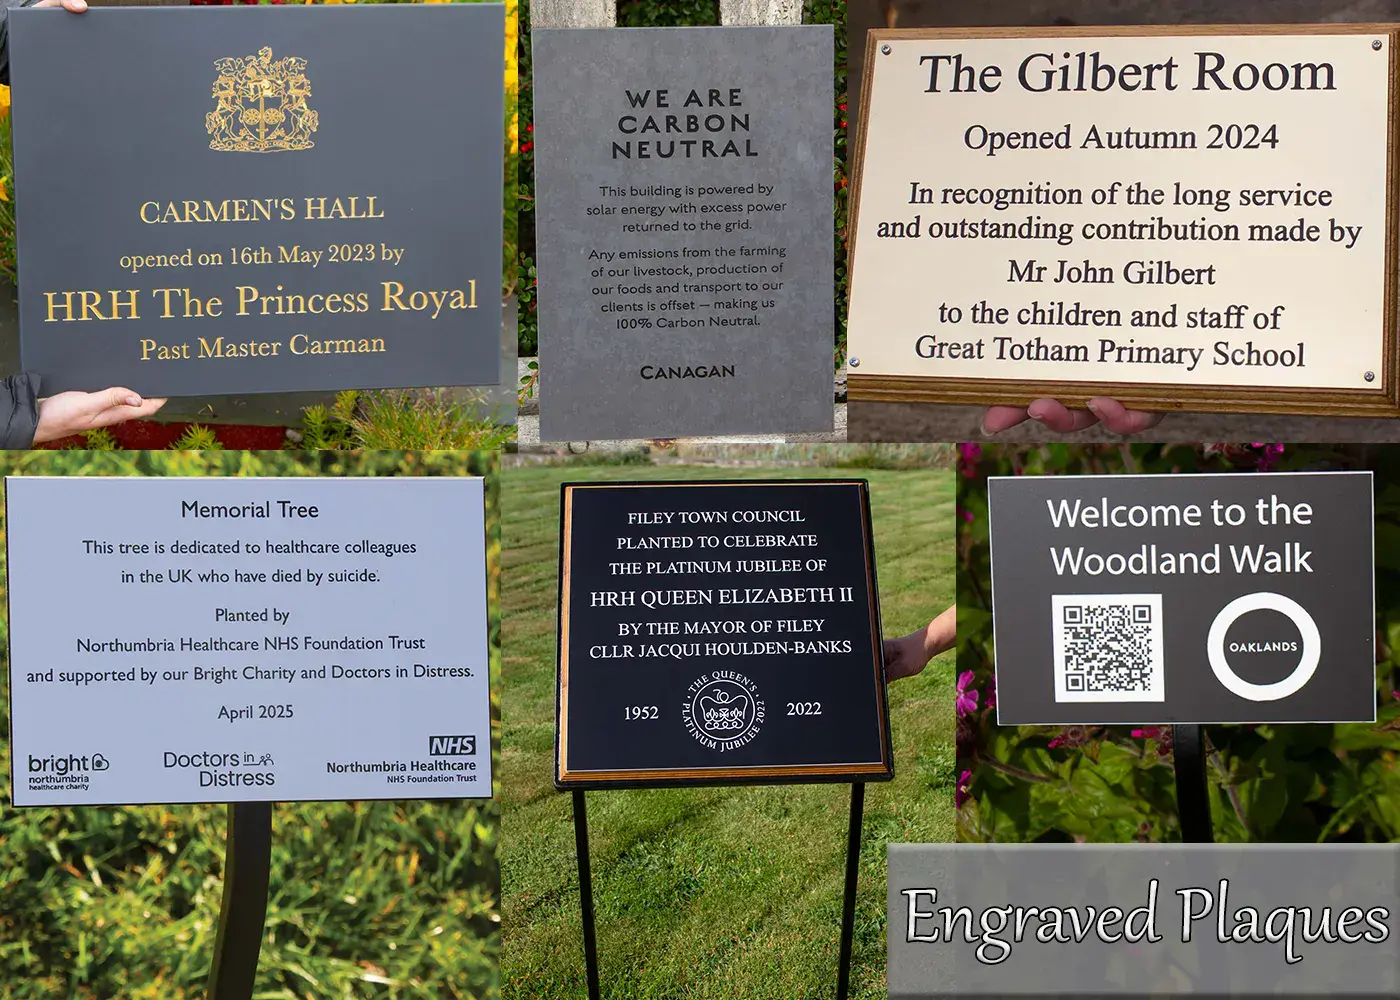 CARMEN'S HALL
opened on 16th May 2023 by
HRH The Princess Royal
Past Master Carman
WE ARE
CARBON
NEUTRAL
This building is powered by
solar energy with excess power
returned to the grid.
Any emissions from the farming
of our livestock, production of
our foods and transport to our
clients is offset — making us
100% Carbon Neutral.
CANAGAN
The Gilbert Room
Opened Autumn 2024
In recognition of the long service
and outstanding contribution made by
Mr John Gilbert
to the children and staff of
Great Totham Primary School
Memorial Tree
This tree is dedicated to healthcare colleagues
in the UK who have died by suicide.
Planted by
Northumbria Healthcare NHS Foundation Trust
and supported by our Bright Charity and Doctors in Distress.
April 2025
bright
northumbria
healthcare charity
Doctors in
Distress
NHS
Northumbria Healthcare
NHS Foundation Trust
FILEY TOWN COUNCIL
PLANTED TO CELEBRATE
THE PLATINUM JUBILEE OF
HRH QUEEN ELIZABETH II
BY THE MAYOR OF FILEY
CLLR JACQUI HOULDEN-BANKS
1952
THE QUEEN'S
70
PLATINUM JUBILEE 2022
2022
Welcome to the
Woodland Walk
OAKLANDS
Engraved Plaques